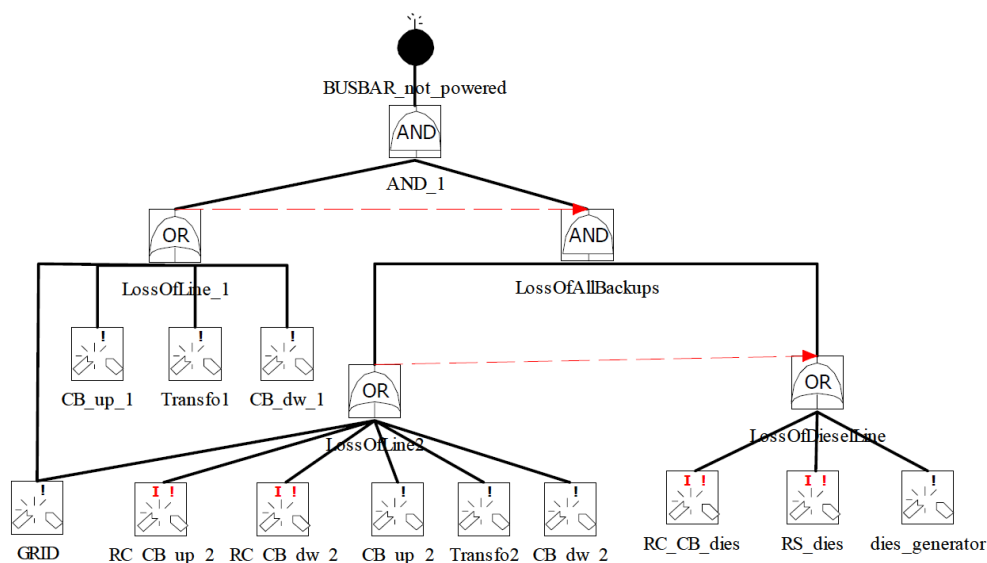 BUSBAR_not_powered
AND
AND_1
OR
AND
LossOfLine_1
LossOfAllBackups
!
!
!
CB_up_1
Transfo1
CB_dw_1
OR
OR
LossOfLine2
LossOfDieselLine
I !
I !
!
!
I !
I !
!
!
!
RC_CB_dies
RS_dies
dies_generator
GRID
RC_CB_up_2
RC_CB_dw_2
CB_up_2
Transfo2
CB_dw_2